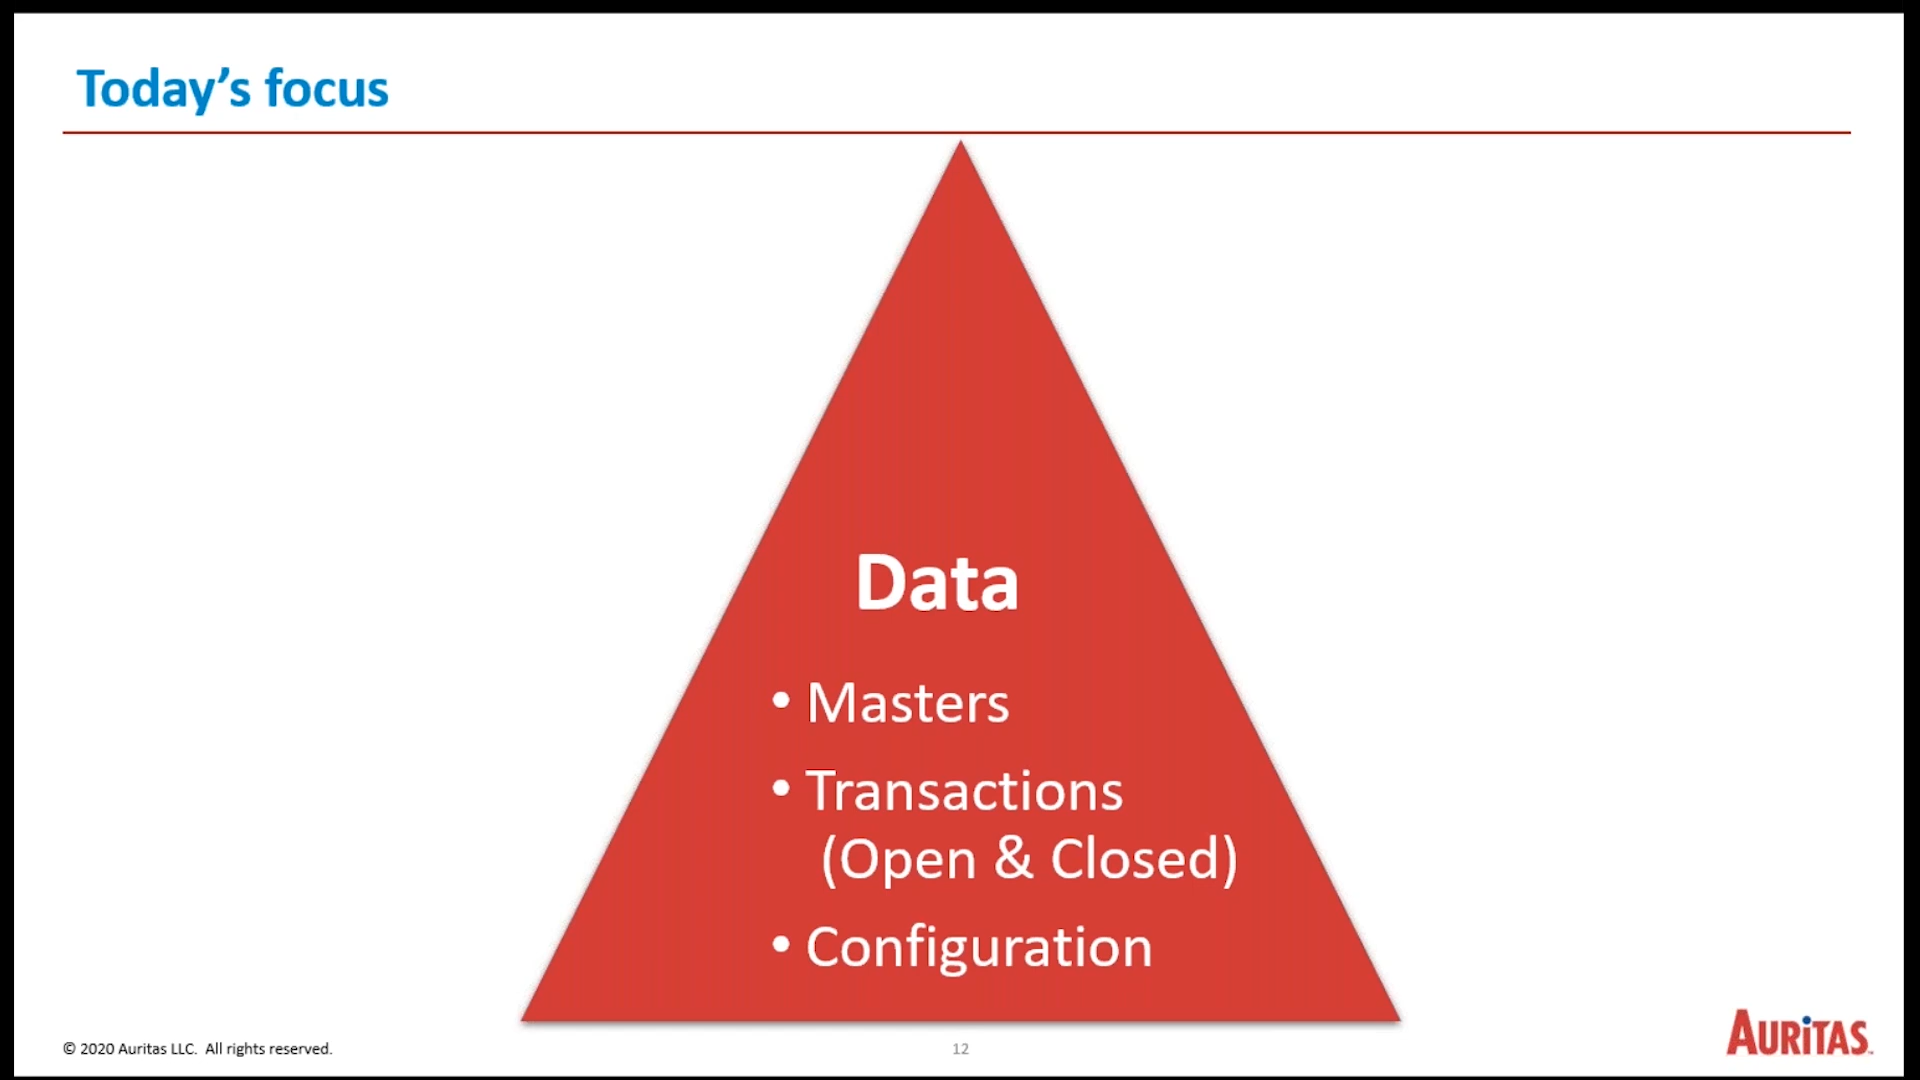 Today’s focus
Data
• Masters
• Transactions
(Open & Closed)
• Configuration
© 2020 Auritas LLC. All rights reserved.
12
AURiTAS